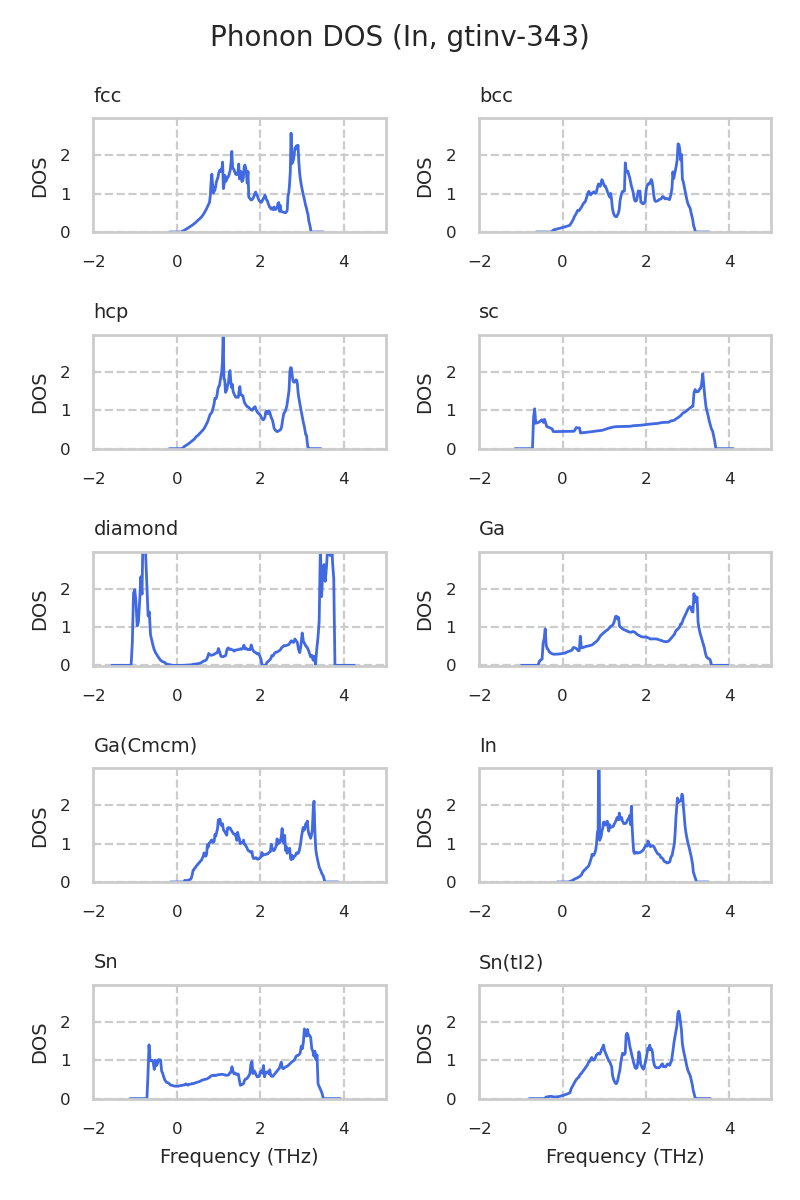 Phonon DOS (In, gtinv-343)
fcc
bcc
DOS
2
1
0
−2 0 2 4
DOS
2
1
0
−2 0 2 4
hcp
sc
DOS
2
1
0
−2 0 2 4
DOS
2
1
0
−2 0 2 4
diamond
Ga
DOS
2
1
0
−2 0 2 4
DOS
2
1
0
−2 0 2 4
Ga(Cmcm)
In
DOS
2
1
0
−2 0 2 4
DOS
2
1
0
−2 0 2 4
Sn
Sn(tI2)
DOS
2
1
0
−2 0 2 4
Frequency (THz)
DOS
2
1
0
−2 0 2 4
Frequency (THz)